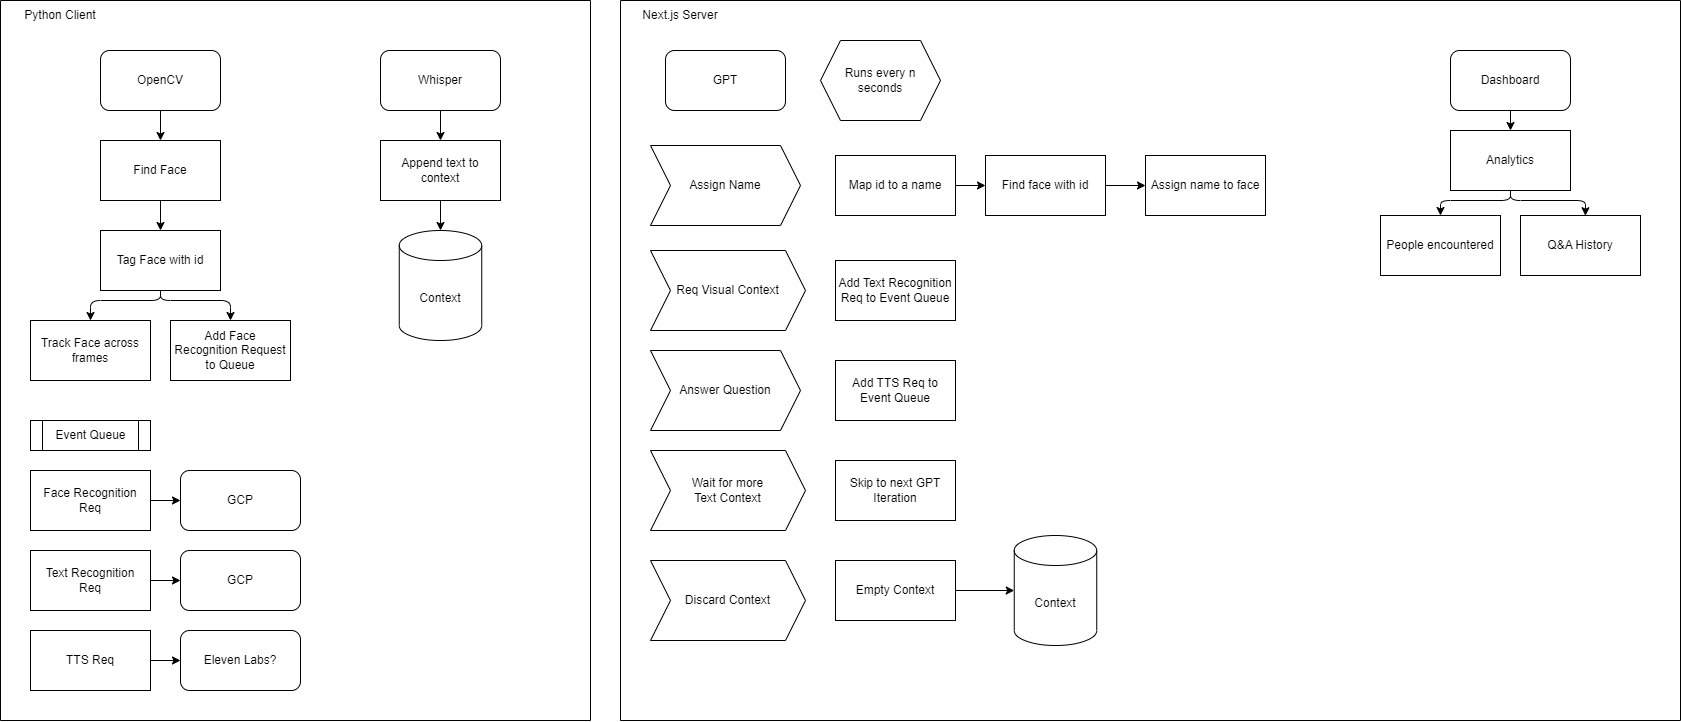 Python Client
OpenCV
Find Face
Tag Face with id
Track Face across
frames
Add Face
Recognition Request
to Queue
Whisper
Append text to
context
Context
Event Queue
Face Recognition
Req
GCP
Text Recognition
Req
GCP
TTS Req
Eleven Labs?
Next.js Server
GPT
Runs every n
seconds
Assign Name
Map id to a name
Find face with id
Assign name to face
Req Visual Context
Add Text Recognition
Req to Event Queue
Answer Question
Add TTS Req to
Event Queue
Wait for more
Text Context
Skip to next GPT
Iteration
Discard Context
Empty Context
Context
Dashboard
Analytics
People encountered
Q&A History